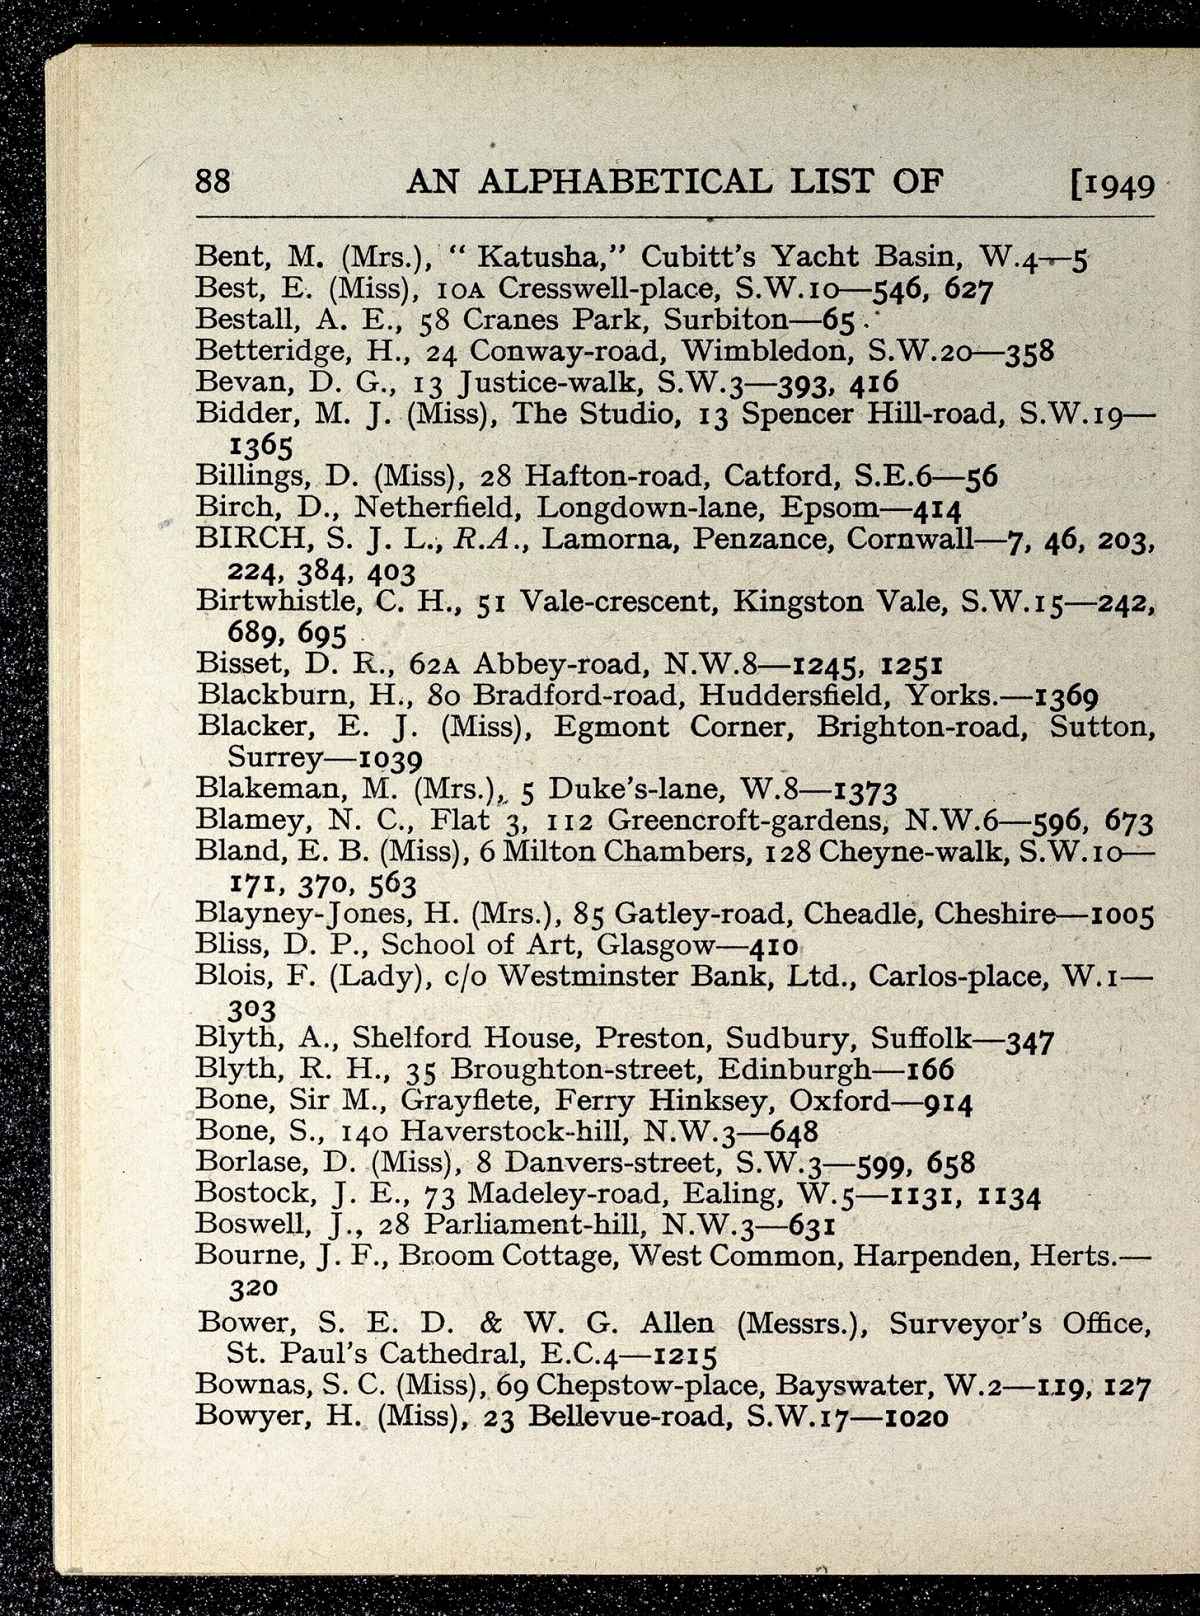 88 AN ALPHABETICAL LIST OF [1949
Bent, M. (Mrs.), “ Katusha,” Cubitt’s Yacht Basin, W.4—5
Best, E. (Miss), 10A Cresswell-place, S.W.10—546, 627
Bestall, A. E., 58 Cranes Park, Surbiton—65
Betteridge, H., 24 Conway-road, Wimbledon, S.W.20—358
Bevan, D. G., 13 Justice-walk, S.W.3—393, 416
Bidder, M. J. (Miss), The Studio, 13 Spencer Hill-road, S.W.19—
1365
Billings, D. (Miss), 28 Hafton-road, Catford, S.E.6—56
Birch, D., Netherfield, Longdown-lane, Epsom—414
BIRCH, S. J. L., R.A., Lamorna, Penzance, Cornwall—7, 46, 203,
224, 384, 403
Birtwhistle, C. H., 51 Vale-crescent, Kingston Vale, S.W.15—242,
689, 695
Bisset, D. R., 62A Abbey-road, N.W.8—1245, 1251
Blackburn, H., 80 Bradford-road, Huddersfield, Yorks.—1369
Blacker, E. J. (Miss), Egmont Corner, Brighton-road, Sutton,
Surrey—1039
Blakeman, M. (Mrs.), 5 Duke’s-lane, W.8—1373
Blamey, N. C., Flat 3, 112 Greencroft-gardens, N.W.6—596, 673
Bland, E. B. (Miss), 6 Milton Chambers, 128 Cheyne-walk, S.W.10—
171, 370, 563
Blayney-Jones, H. (Mrs.), 85 Gatley-road, Cheadle, Cheshire—1005
Bliss, D. P., School of Art, Glasgow—410
Blois, F. (Lady), c/o Westminster Bank, Ltd., Carlos-place, W.1—
303
Blyth, A., Shelford House, Preston, Sudbury, Suffolk—347
Blyth, R. H., 35 Broughton-street, Edinburgh—166
Bone, Sir M., Grayflete, Ferry Hinksey, Oxford—914
Bone, S., 140 Haverstock-hill, N.W.3—648
Borlase, D. (Miss), 8 Danvers-street, S.W.3—599, 658
Bostock, J. E., 73 Madeley-road, Ealing, W.5—1131, 1134
Boswell, J., 28 Parliament-hill, N.W.3—631
Bourne, J. F., Broom Cottage, West Common, Harpenden, Herts.—
320
Bower, S. E. D. & W. G. Allen (Messrs.), Surveyor’s Office,
St. Paul’s Cathedral, E.C.4—1215
Bownas, S. C. (Miss), 69 Chepstow-place, Bayswater, W.2—119, 127
Bowyer, H. (Miss), 23 Bellevue-road, S.W.17—1020